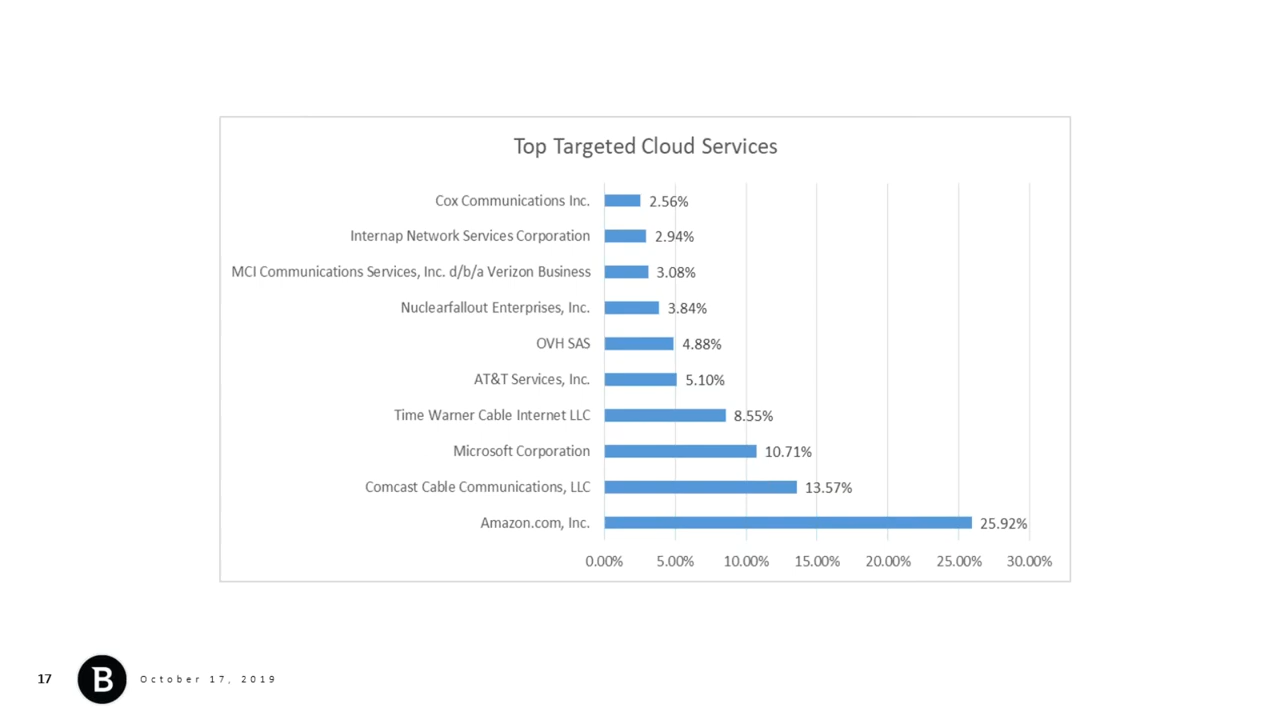 Top Targeted Cloud Services
Cox Communications Inc. 2.56%
Internap Network Services Corporation 2.94%
MCI Communications Services, Inc. d/b/a Verizon Business 3.08%
Nuclearfallout Enterprises, Inc. 3.84%
OVH SAS 4.88%
AT&T Services, Inc. 5.10%
Time Warner Cable Internet LLC 8.55%
Microsoft Corporation 10.71%
Comcast Cable Communications, LLC 13.57%
Amazon.com, Inc. 25.92%
0.00% 5.00% 10.00% 15.00% 20.00% 25.00% 30.00%
17 B October 17, 2019